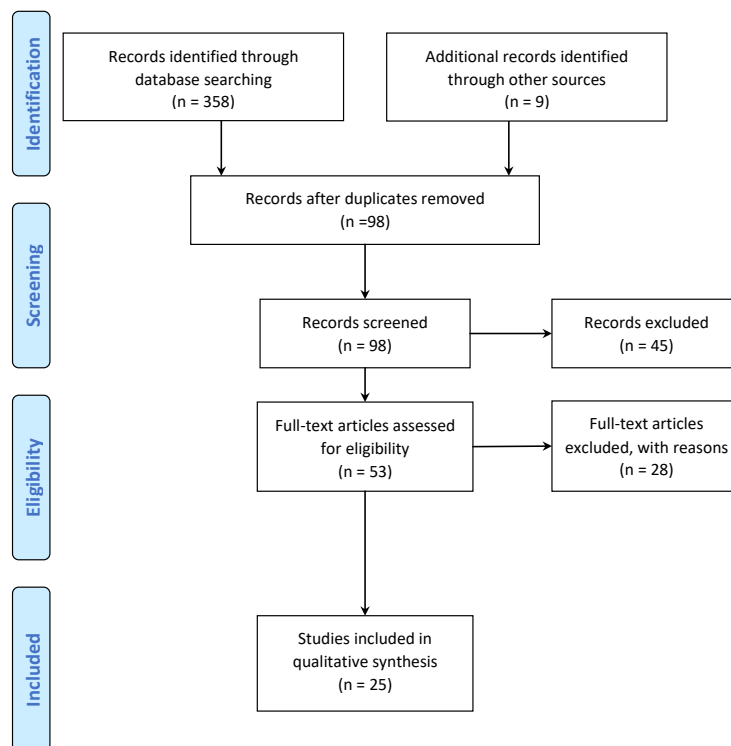 Identification
Records identified through
database searching
(n = 358)
Additional records identified
through other sources
(n = 9)
Records after duplicates removed
(n =98)
Screening
Records screened
(n = 98)
Records excluded
(n = 45)
Eligibility
Full-text articles assessed
for eligibility
(n = 53)
Full-text articles
excluded, with reasons
(n = 28)
Included
Studies included in
qualitative synthesis
(n = 25)